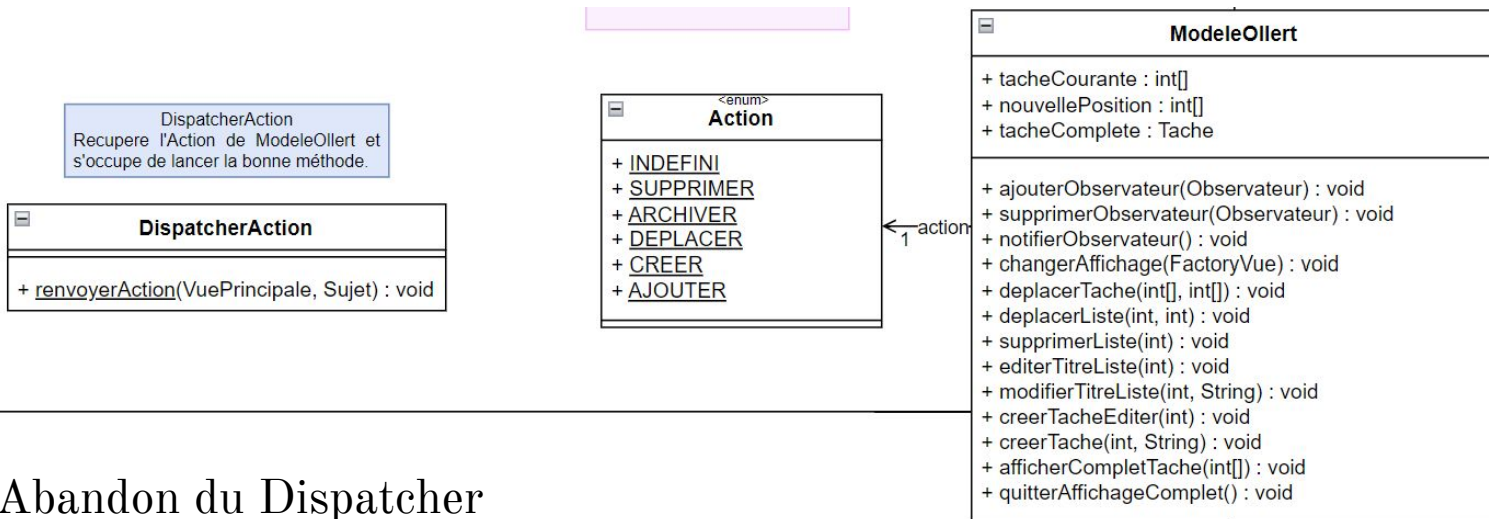 DispatcherAction
Recupere l'Action de ModeleOllert et
s'occupe de lancer la bonne méthode.
DispatcherAction
+ renvoyerAction(VuePrincipale, Sujet) : void
<enum>
Action
+ INDEFINI
+ SUPPRIMER
+ ARCHIVER
+ DEPLACER
+ CREER
+ AJOUTER
action
1
ModeleOllert
+ tacheCourante : int[]
+ nouvellePosition : int[]
+ tacheComplete : Tache
+ ajouterObservateur(Observateur) : void
+ supprimerObservateur(Observateur) : void
+ notifierObservateur() : void
+ changerAffichage(FactoryVue) : void
+ deplacerTache(int[], int[]) : void
+ deplacerListe(int, int) : void
+ supprimerListe(int) : void
+ editerTitreListe(int) : void
+ modifierTitreListe(int, String) : void
+ creerTacheEditer(int) : void
+ creerTache(int, String) : void
+ afficherCompletTache(int[]) : void
+ quitterAffichageComplet() : void
Abandon du Dispatcher